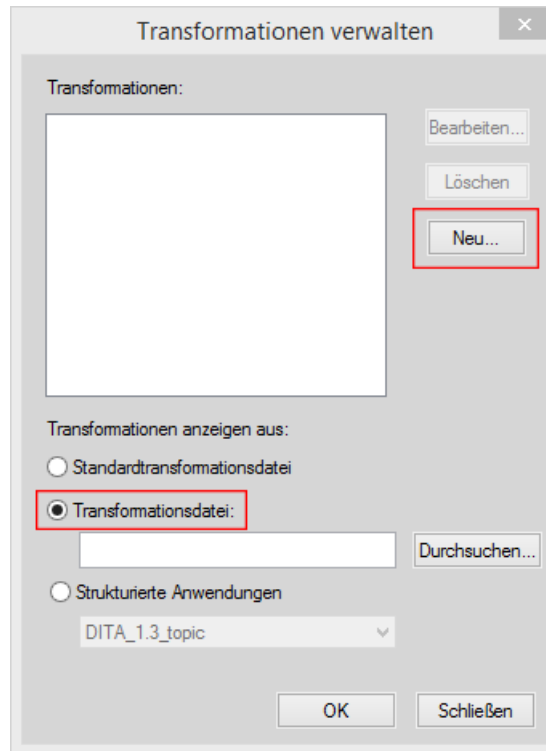 Transformationen verwalten
Transformationen:
Bearbeiten...
Löschen
Neu...
Transformationen anzeigen aus:
Standardtransformationsdatei
Transformationsdatei:
Durchsuchen...
Strukturierte Anwendungen
DITA_1.3_topic
OK
Schließen